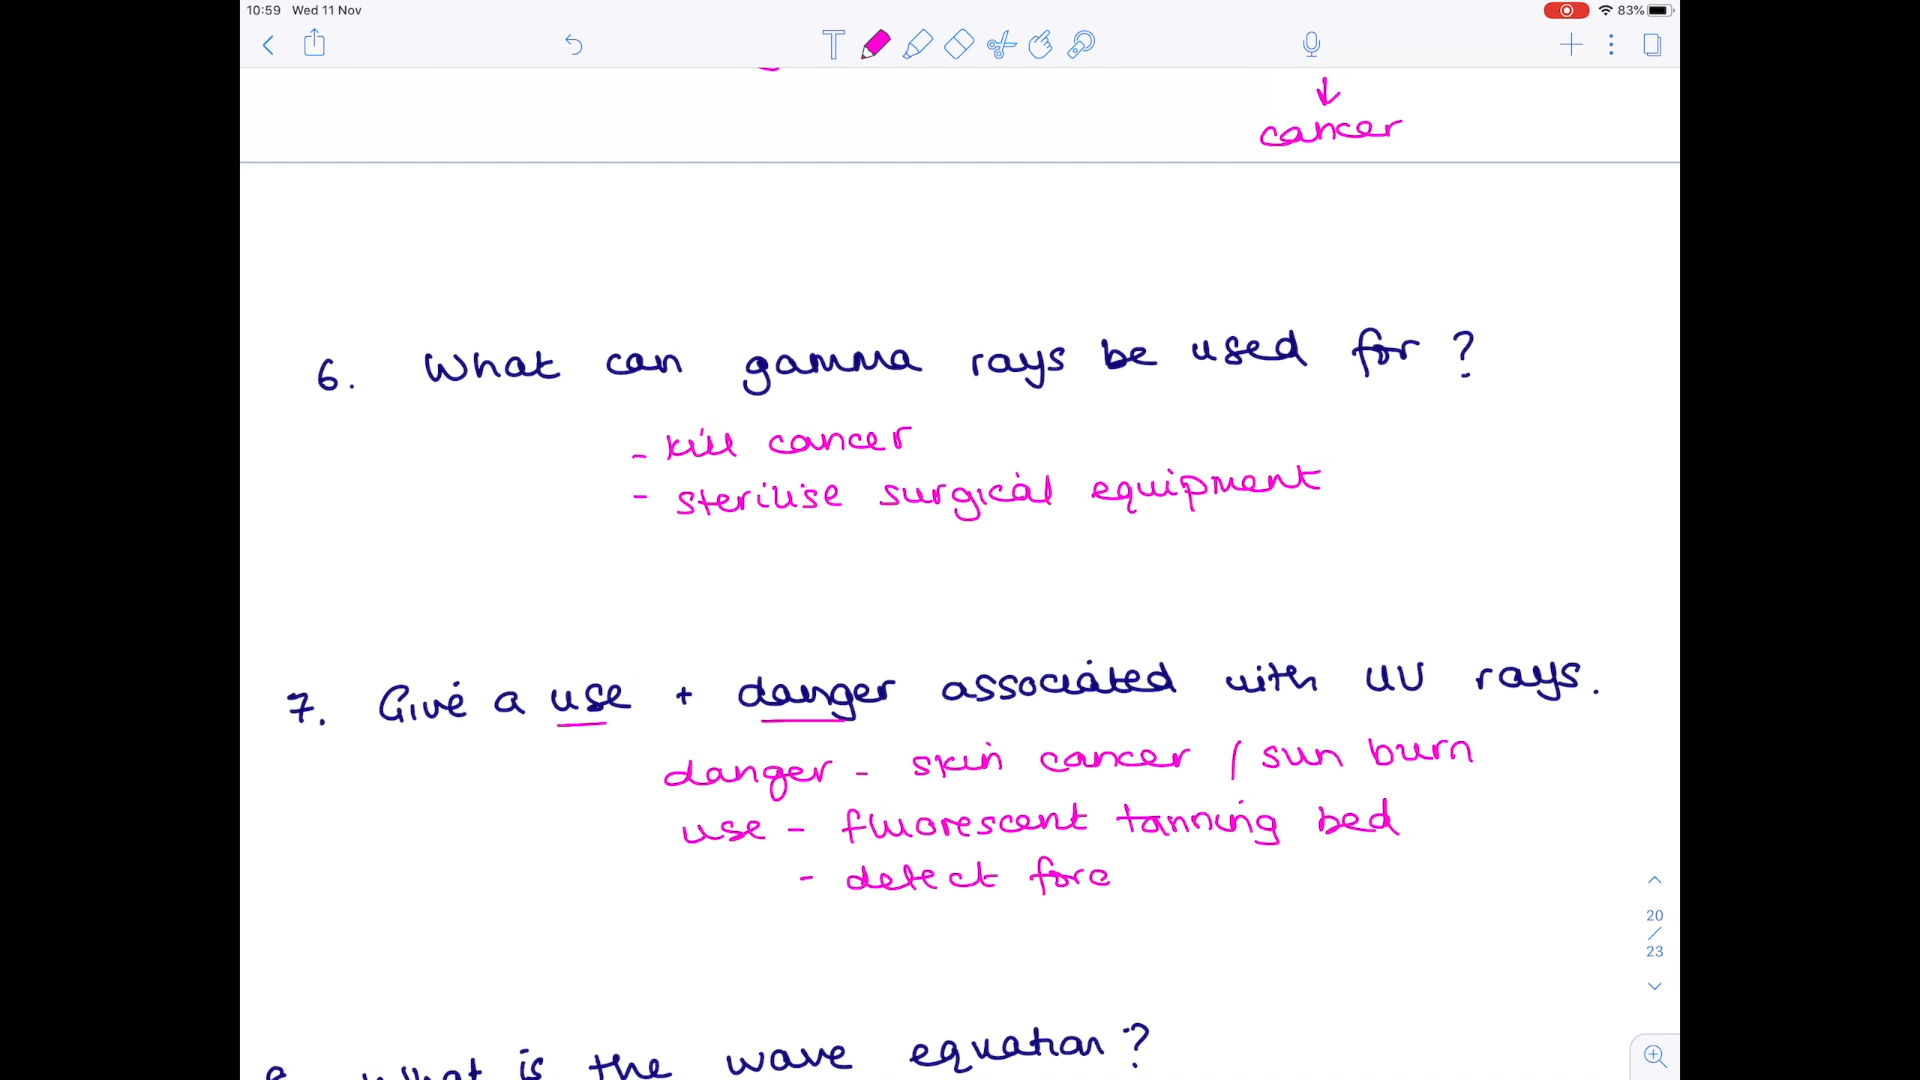 10:59 Wed 11 Nov
83%
cancer
6. What can gamma rays be used for ?
- kill cancer
- sterilise surgical equipment
7. Give a use + danger associated with UV rays.
danger - skin cancer / sun burn
use - fluorescent tanning bed
- detect fore
20
/
23
8. What is the wave equation?